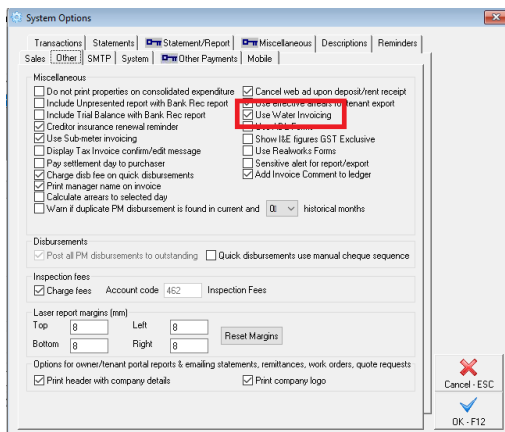 System Options
Transactions Statements Statement/Report Miscellaneous Descriptions Reminders
Sales Other SMTP System Other Payments Mobile
Miscellaneous
Do not print properties on consolidated expenditure
Include Unpresented report with Bank Rec report
Include Trial Balance with Bank Rec report
Creditor insurance renewal reminder
Use Sub-meter invoicing
Display Tax Invoice confirm/edit message
Pay settlement day to purchaser
Charge disb fee on quick disbursements
Print manager name on invoice
Calculate arrears to selected day
Warn if duplicate PM disbursement is found in current and historical months
Cancel web ad upon deposit/rent receipt
Use effective arrears to tenant export
Use Water Invoicing
Forms
Show I&E figures GST Exclusive
Use Realworks Forms
Sensitive alert for report/export
Add Invoice Comment to ledger
Disbursements
Post all PM disbursements to outstanding Quick disbursements use manual cheque sequence
Inspection fees
Charge fees Account code 462 Inspection Fees
Laser report margins (mm)
Top 8 Left 8
Bottom 8 Right 8
Reset Margins
Options for owner/tenant portal reports & emailing statements, remittances, work orders, quote requests
Print header with company details Print company logo
Cancel - ESC
OK - F12